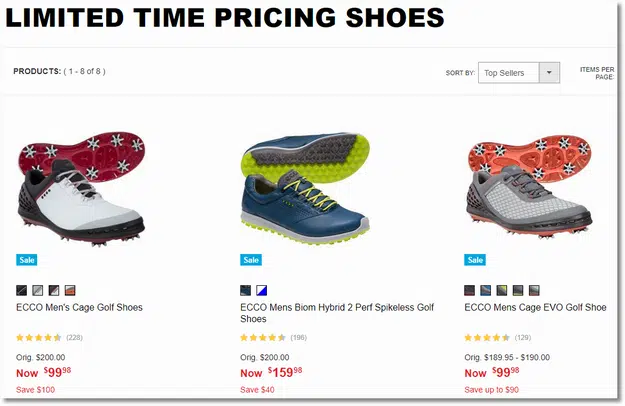 LIMITED TIME PRICING SHOES
PRODUCTS: ( 1 - 8 of 8 )
SORT BY: Top Sellers
ITEMS PER
PAGE:
Sale Sale Sale
ECCO Men's Cage Golf Shoes
(228)
Orig. $200.00
Now $99.98
Save $100
ECCO Mens Biom Hybrid 2 Perf Spikeless Golf
Shoes
(196)
Orig. $200.00
Now $159.98
Save $40
ECCO Mens Cage EVO Golf Shoe
(129)
Orig. $189.95 - $190.00
Now $99.98
Save up to $90